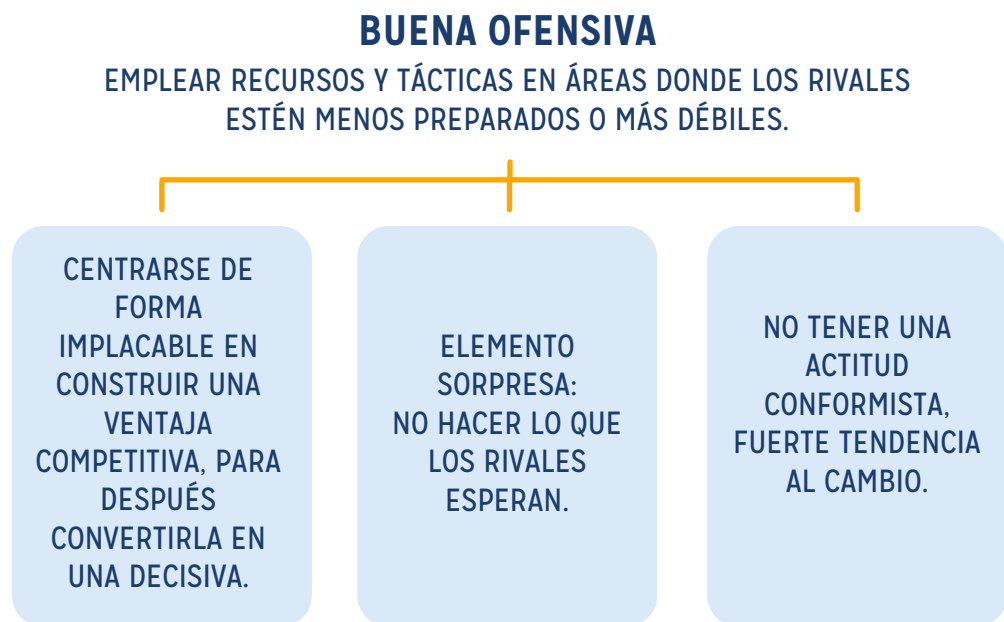 BUENA OFENSIVA
EMPLEAR RECURSOS Y TÁCTICAS EN ÁREAS DONDE LOS RIVALES
ESTÉN MENOS PREPARADOS O MÁS DÉBILES.
CENTRARSE DE
FORMA
IMPLACABLE EN
CONSTRUIR UNA
VENTAJA
COMPETITIVA, PARA
DESPUÉS
CONVERTIRLA EN
UNA DECISIVA.
ELEMENTO
SORPRESA:
NO HACER LO QUE
LOS RIVALES
ESPERAN.
NO TENER UNA
ACTITUD
CONFORMISTA,
FUERTE TENDENCIA
AL CAMBIO.